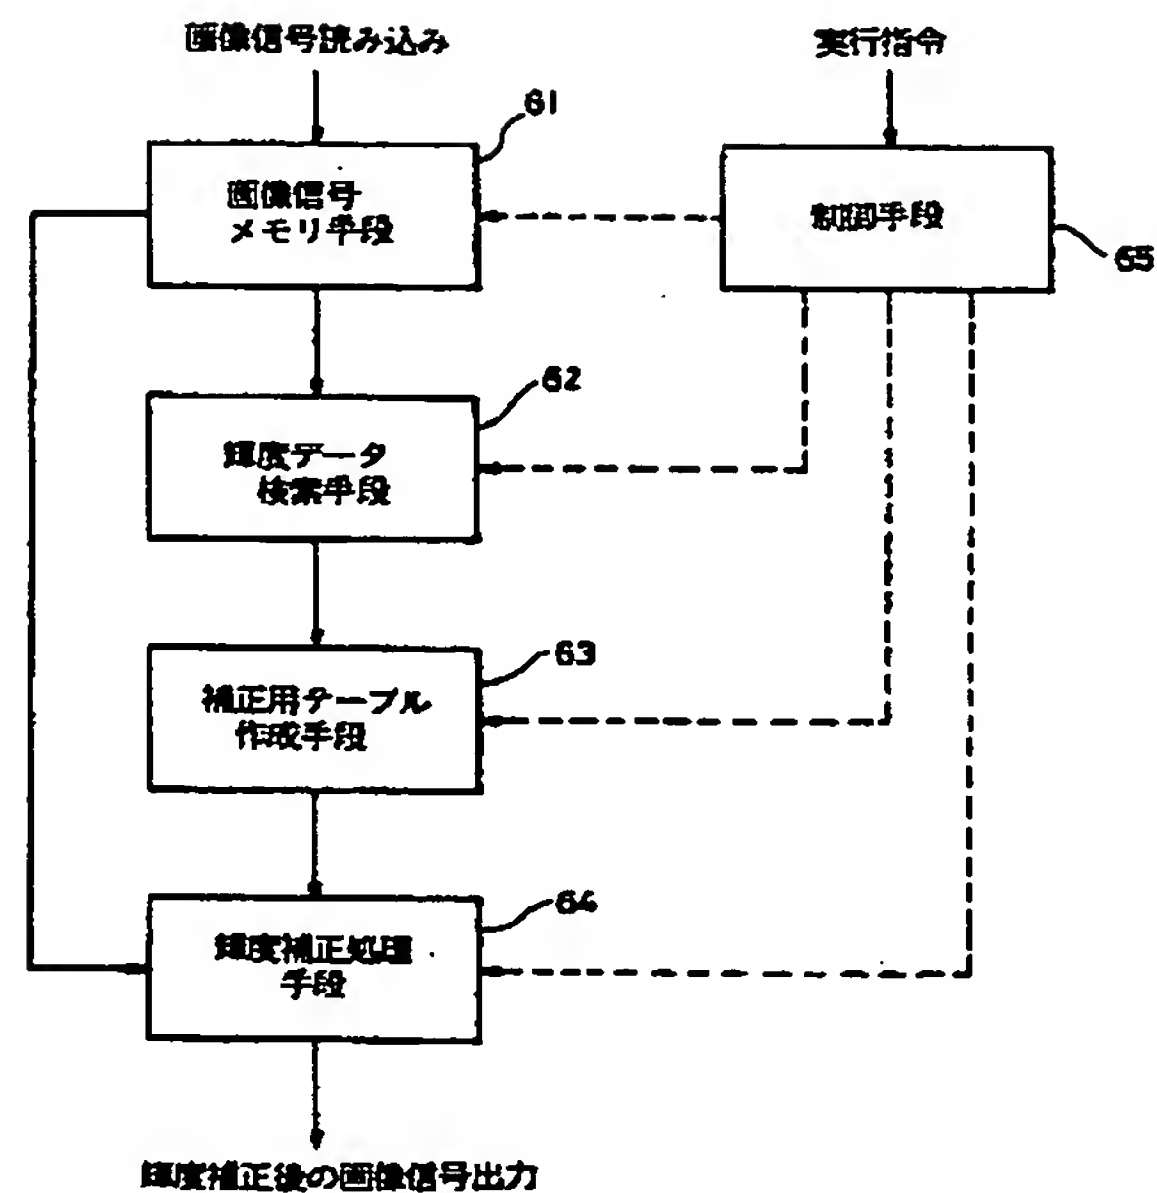 画像信号読み込み
実行指令
61
画像信号
メモリ手段
制御手段
65
62
輝度データ
検索手段
63
補正用テーブル
作成手段
64
輝度補正処理
手段
輝度補正後の画像信号出力